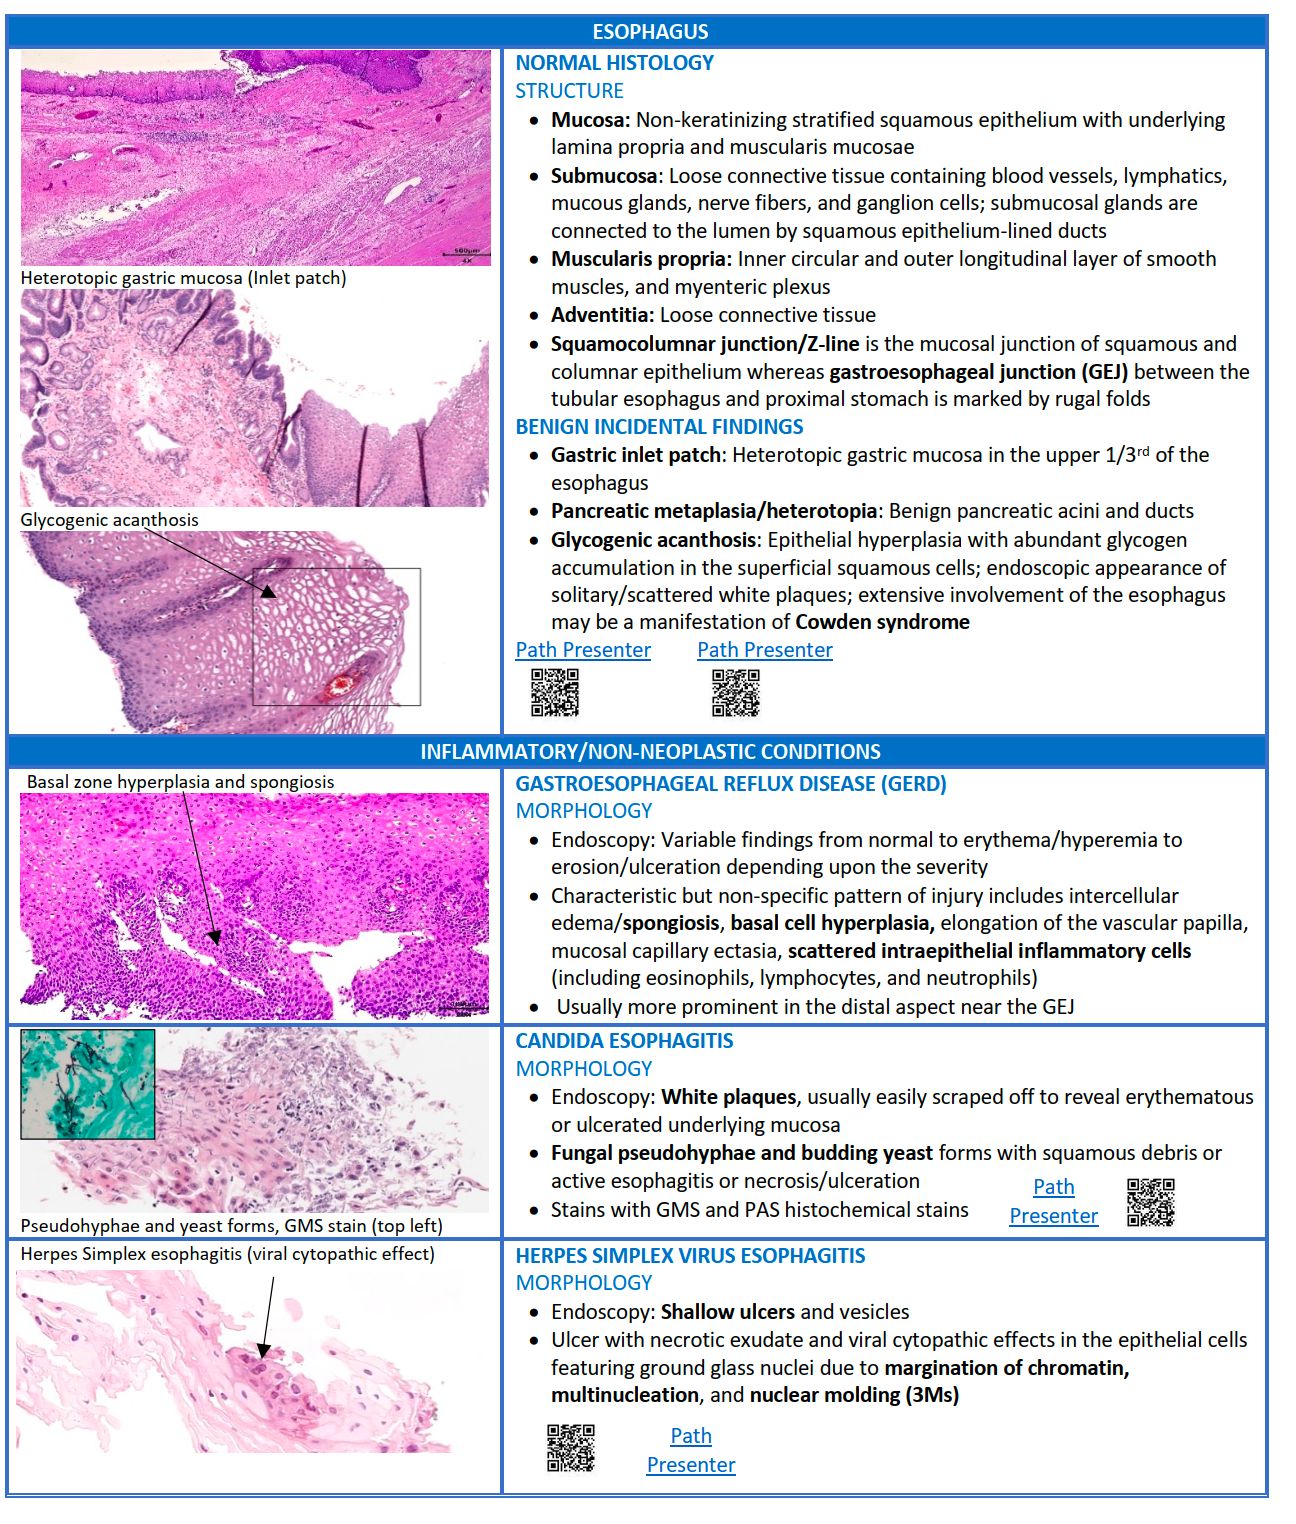 ESOPHAGUS
500µm
4X
Heterotopic gastric mucosa (Inlet patch)
Glycogenic acanthosis
NORMAL HISTOLOGY
STRUCTURE
• Mucosa: Non-keratinizing stratified squamous epithelium with underlying
lamina propria and muscularis mucosae
• Submucosa: Loose connective tissue containing blood vessels, lymphatics,
mucous glands, nerve fibers, and ganglion cells; submucosal glands are
connected to the lumen by squamous epithelium-lined ducts
• Muscularis propria: Inner circular and outer longitudinal layer of smooth
muscles, and myenteric plexus
• Adventitia: Loose connective tissue
• Squamocolumnar junction/Z-line is the mucosal junction of squamous and
columnar epithelium whereas gastroesophageal junction (GEJ) between the
tubular esophagus and proximal stomach is marked by rugal folds
BENIGN INCIDENTAL FINDINGS
• Gastric inlet patch: Heterotopic gastric mucosa in the upper 1/3rd of the
esophagus
• Pancreatic metaplasia/heterotopia: Benign pancreatic acini and ducts
• Glycogenic acanthosis: Epithelial hyperplasia with abundant glycogen
accumulation in the superficial squamous cells; endoscopic appearance of
solitary/scattered white plaques; extensive involvement of the esophagus
may be a manifestation of Cowden syndrome
Path Presenter Path Presenter
INFLAMMATORY/NON-NEOPLASTIC CONDITIONS
Basal zone hyperplasia and spongiosis
GASTROESOPHAGEAL REFLUX DISEASE (GERD)
MORPHOLOGY
• Endoscopy: Variable findings from normal to erythema/hyperemia to
erosion/ulceration depending upon the severity
• Characteristic but non-specific pattern of injury includes intercellular
edema/spongiosis, basal cell hyperplasia, elongation of the vascular papilla,
mucosal capillary ectasia, scattered intraepithelial inflammatory cells
(including eosinophils, lymphocytes, and neutrophils)
• Usually more prominent in the distal aspect near the GEJ
Pseudohyphae and yeast forms, GMS stain (top left)
CANDIDA ESOPHAGITIS
MORPHOLOGY
• Endoscopy: White plaques, usually easily scraped off to reveal erythematous
or ulcerated underlying mucosa
• Fungal pseudohyphae and budding yeast forms with squamous debris or
active esophagitis or necrosis/ulceration
• Stains with GMS and PAS histochemical stains
Path
Presenter
Herpes Simplex esophagitis (viral cytopathic effect)
HERPES SIMPLEX VIRUS ESOPHAGITIS
MORPHOLOGY
• Endoscopy: Shallow ulcers and vesicles
• Ulcer with necrotic exudate and viral cytopathic effects in the epithelial cells
featuring ground glass nuclei due to margination of chromatin,
multinucleation, and nuclear molding (3Ms)
Path
Presenter